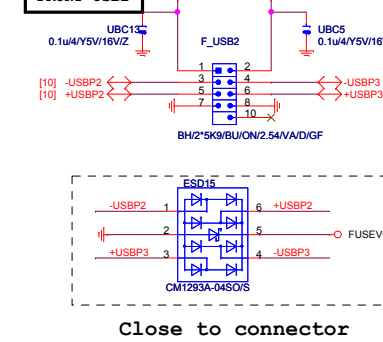 UBC13
0.1u/4/Y5V/16V/Z
F_USB2
UBC5
0.1u/4/Y5V/16V
1 2
[10] -USBP2 3 4 -USBP3
[10] +USBP2 5 6 +USBP3
7 8
10
BH/2*5K9/BU/ON/2.54/VA/D/GF
ESD15
-USBP2 1 6 +USBP2
2 5 FUSEV
+USBP3 3 4 -USBP3
CM1293A-04SO/S
Close to connector